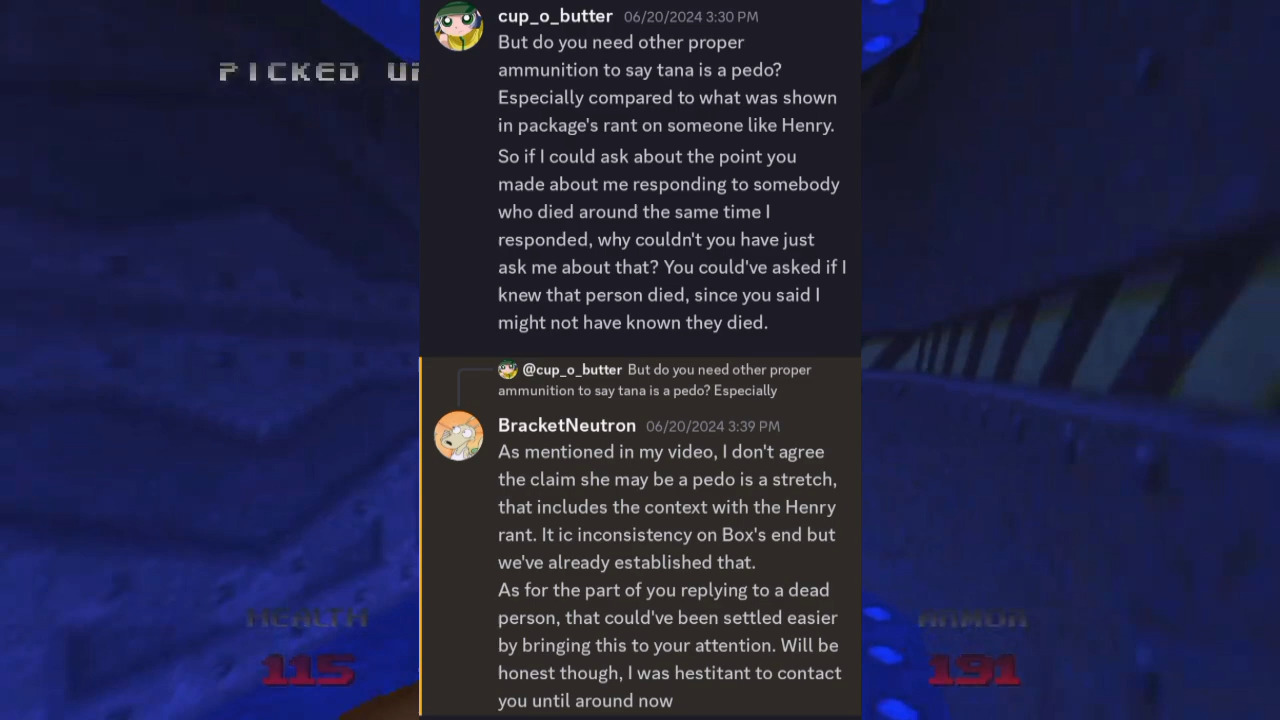 PICKED U
cup_o_butter 06/20/2024 3:30 PM
But do you need other proper
ammunition to say tana is a pedo?
Especially compared to what was shown
in package's rant on someone like Henry.
So if I could ask about the point you
made about me responding to somebody
who died around the same time I
responded, why couldn't you have just
ask me about that? You could've asked if I
knew that person died, since you said I
might not have known they died.
@cup_o_butter But do you need other proper
ammunition to say tana is a pedo? Especially
BracketNeutron 06/20/2024 3:39 PM
As mentioned in my video, I don't agree
the claim she may be a pedo is a stretch,
that includes the context with the Henry
rant. It ic inconsistency on Box's end but
we've already established that.
As for the part of you replying to a dead
person, that could've been settled easier
by bringing this to your attention. Will be
honest though, I was hestitant to contact
you until around now
HEALTH
115
ARMOR
191